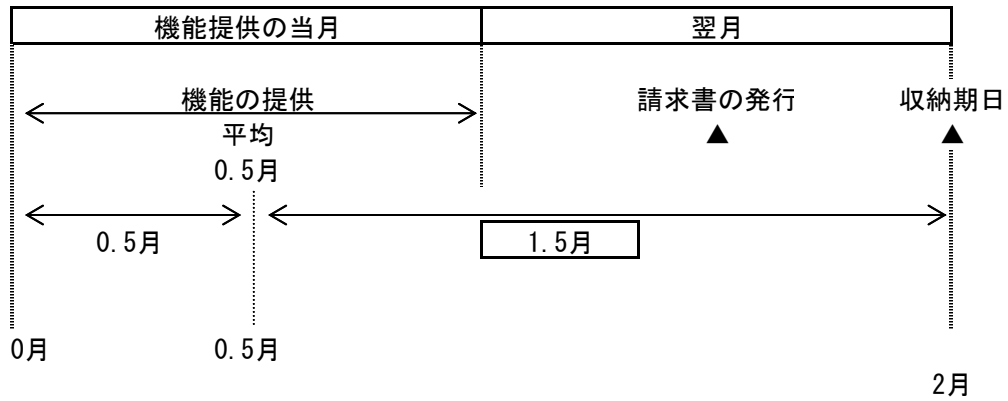 機能提供の当月 翌月
機能の提供 請求書の発行 収納期日
平均 ▲ ▲
0.5月
0.5月 1.5月
0月 0.5月
2月